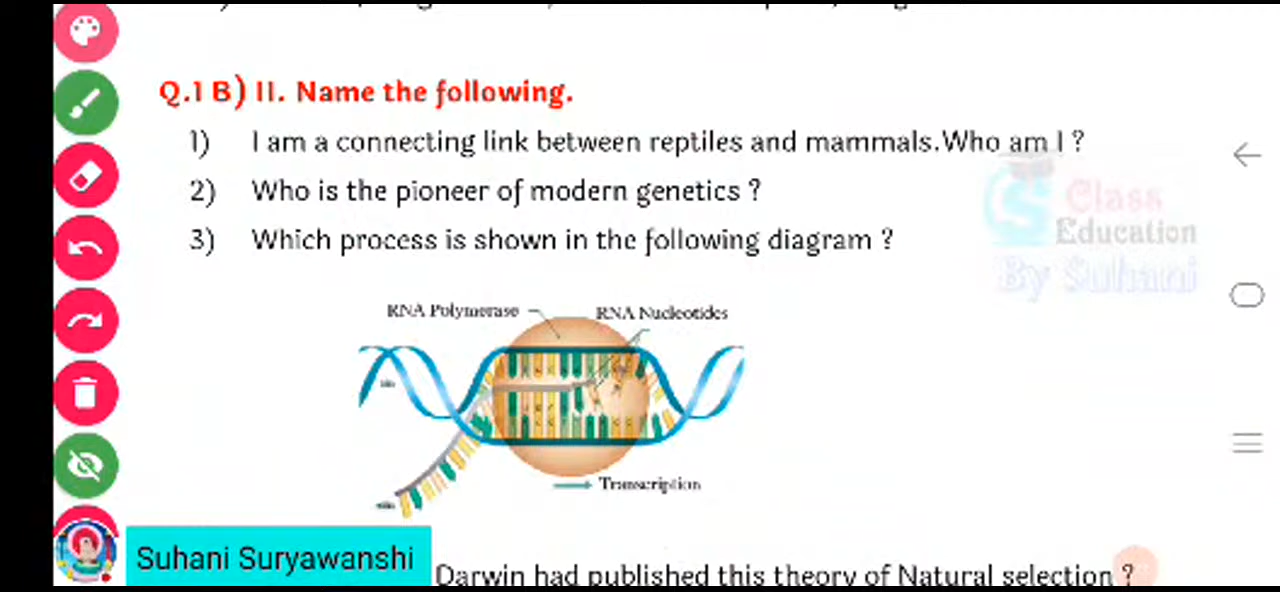 Q.1 B) II. Name the following.
1) I am a connecting link between reptiles and mammals.Who am I ?
2) Who is the pioneer of modern genetics ?
Class
3) Which process is shown in the following diagram ?
Education
By Suhani
RNA Polymerase
RNA Nucleotides
Transcription
Suhani Suryawanshi
Darwin had published this theory of Natural selection ?